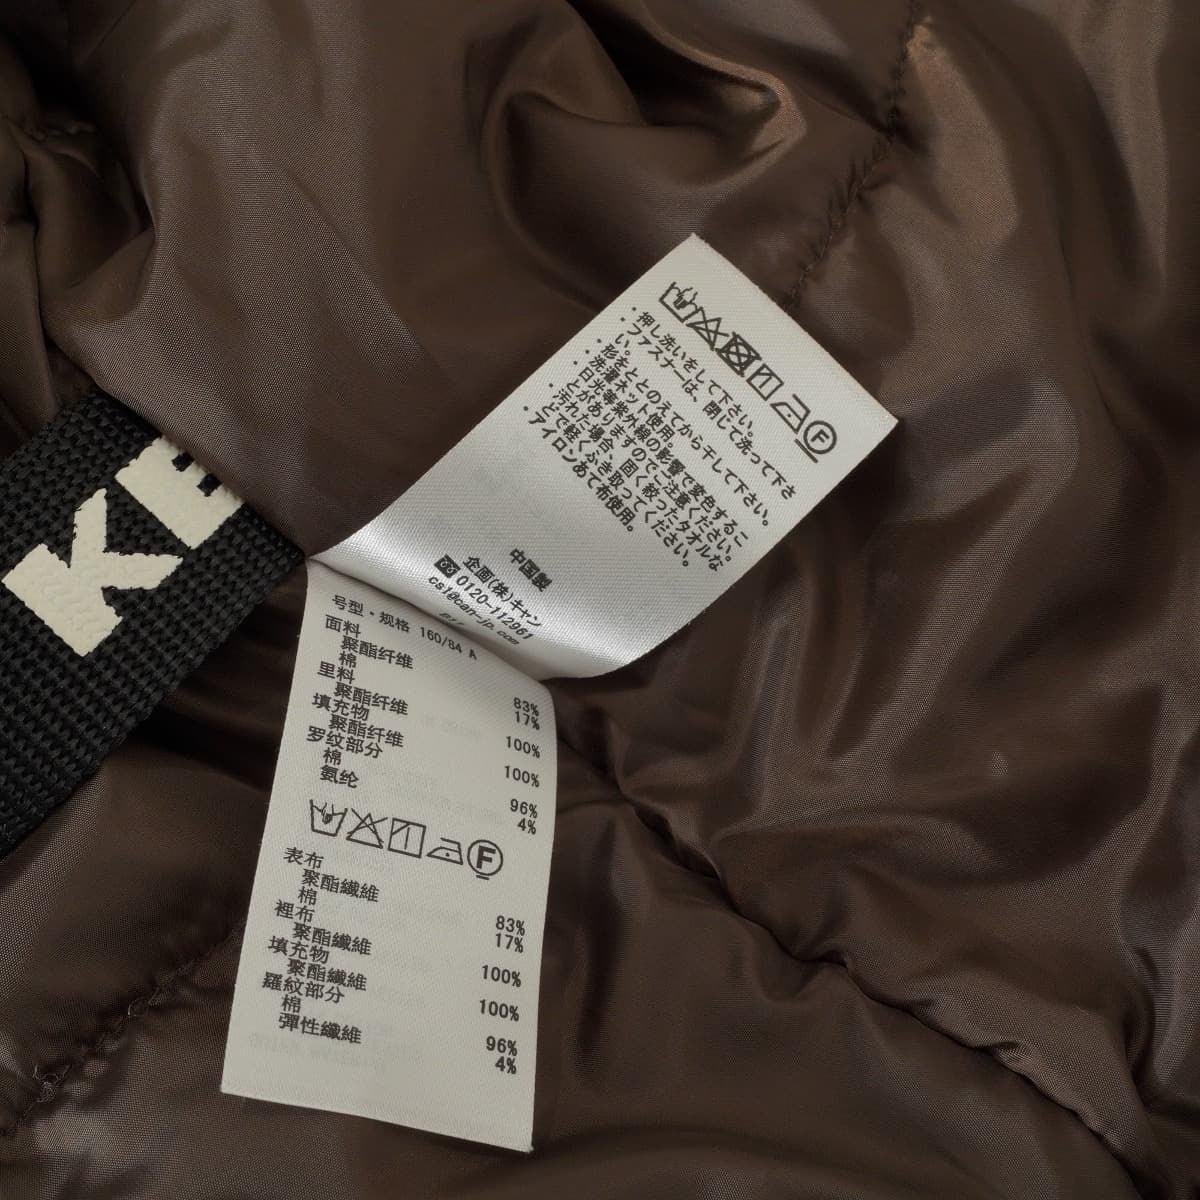 KE
・押し洗いをして下さい。
・ファスナーは、閉じて洗って下さ
い。
・形をととのえてから干して下さい。
・洗濯ネット使用。
・日光等紫外線の影響で変色するこ
とがありますのでご注意ください。
・汚れた場合、固く絞ったタオルな
どで軽くふき取ってください。
・アイロンあて布使用。
中国製
企画(株)キャン
0120-112961
cs1@can-jp.com
号型・规格 160/84 A
面料
聚酯纤维 83%
棉 17%
里料
聚酯纤维 100%
填充物
聚酯纤维 100%
罗纹部分
棉 96%
氨纶 4%
F
表布
聚酯纖維 83%
棉 17%
裡布
聚酯纖維 100%
填充物
聚酯纖維 100%
羅紋部分
棉 96%
彈性纖維 4%